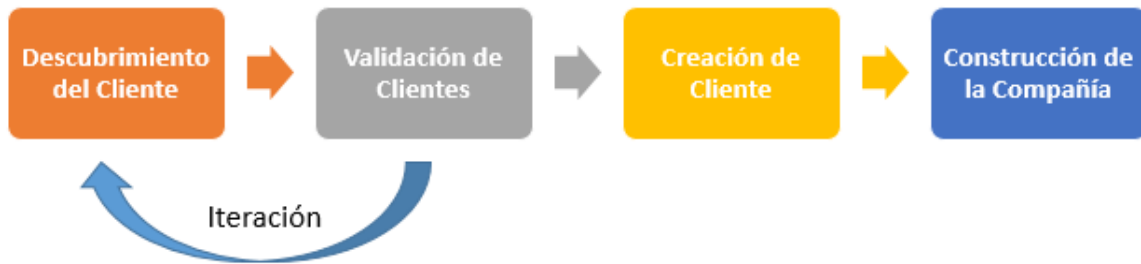 Descubrimiento
del Cliente
Validación de
Clientes
Creación de
Cliente
Construcción de
la Compañía
Iteración